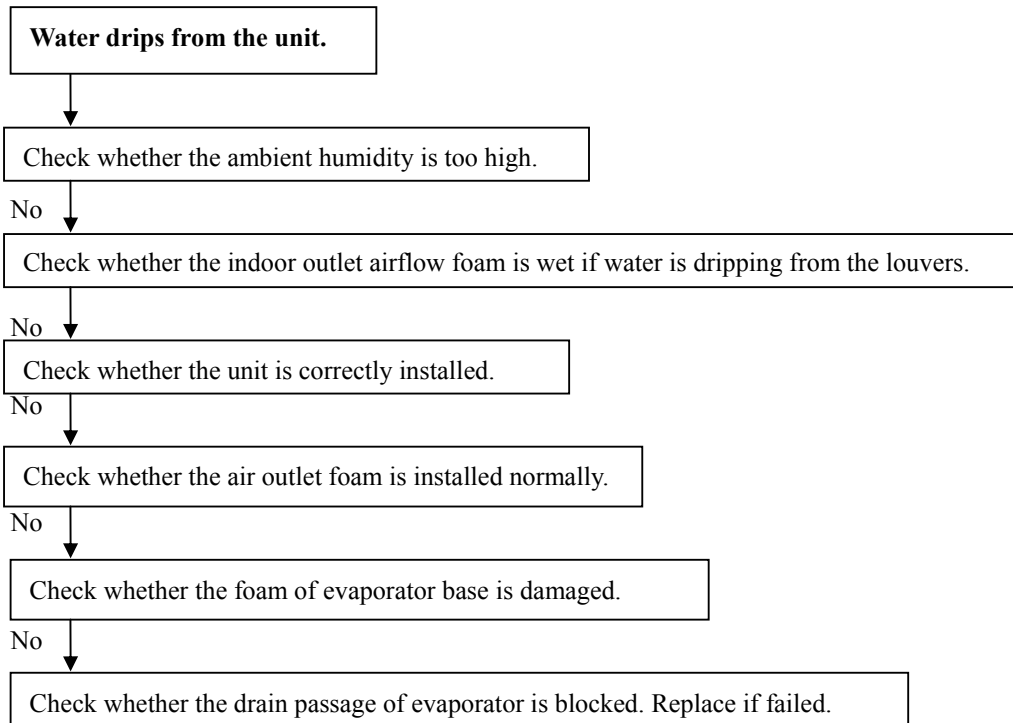 Water drips from the unit.
Check whether the ambient humidity is too high.
No
Check whether the indoor outlet airflow foam is wet if water is dripping from the louvers.
No
Check whether the unit is correctly installed.
No
Check whether the air outlet foam is installed normally.
No
Check whether the foam of evaporator base is damaged.
No
Check whether the drain passage of evaporator is blocked. Replace if failed.